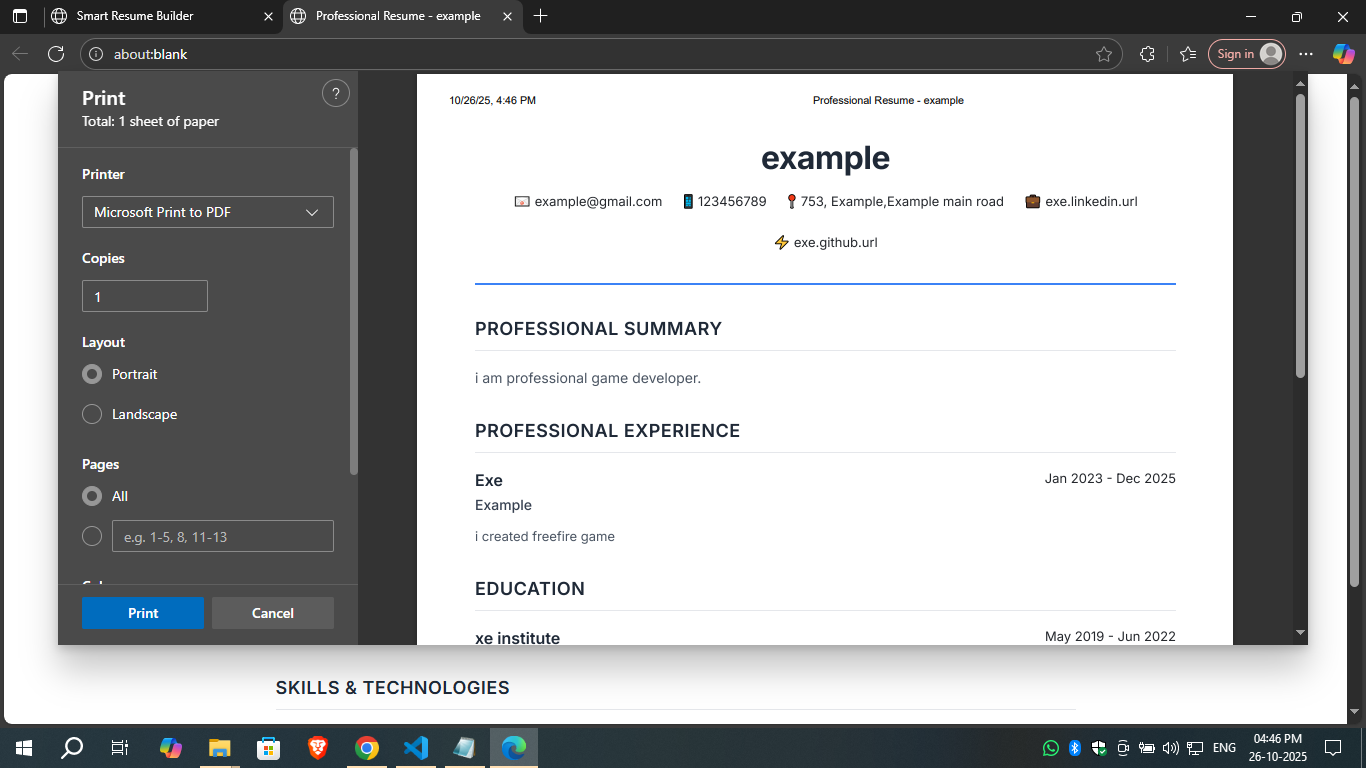 Smart Resume Builder
Professional Resume - example
about:blank
Sign in
Print
Total: 1 sheet of paper
?
Printer
Microsoft Print to PDF
Copies
1
Layout
Portrait
Landscape
Pages
All
e.g. 1-5, 8, 11-13
Print
Cancel
10/26/25, 4:46 PM
Professional Resume - example
example
example@gmail.com 123456789 753, Example,Example main road exe.linkedin.url
exe.github.url
PROFESSIONAL SUMMARY
i am professional game developer.
PROFESSIONAL EXPERIENCE
Exe Jan 2023 - Dec 2025
Example
i created freefire game
EDUCATION
xe institute May 2019 - Jun 2022
SKILLS & TECHNOLOGIES
ENG
04:46 PM
26-10-2025